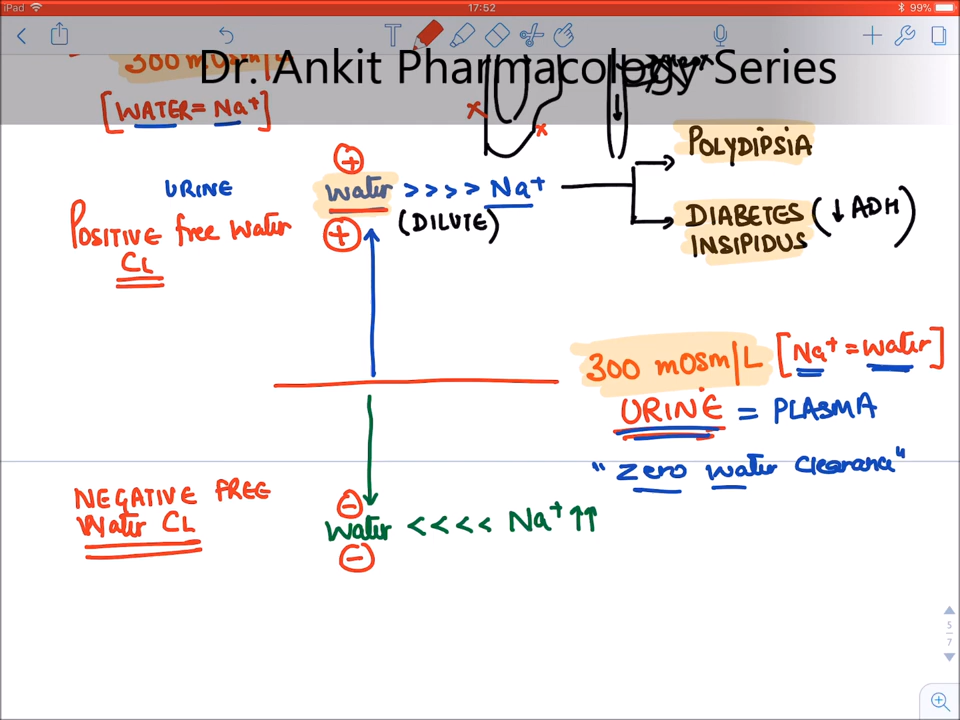 iPad
17:52
99%
300 mOsm/L
Dr. Ankit Pharmacology Series
[WATER = Na+]
x
x
URINE
+
Water >>>> Na+
(DILUTE)
+
POLYDIPSIA
DIABETES
INSIPIDUS
(↓ ADH)
POSITIVE free Water
CL
300 mOsm/L [Na+ = Water]
URINE = PLASMA
"Zero water clearance"
NEGATIVE FREE
Water CL
−
Water <<<< Na+ ↑↑
−
5
7
T